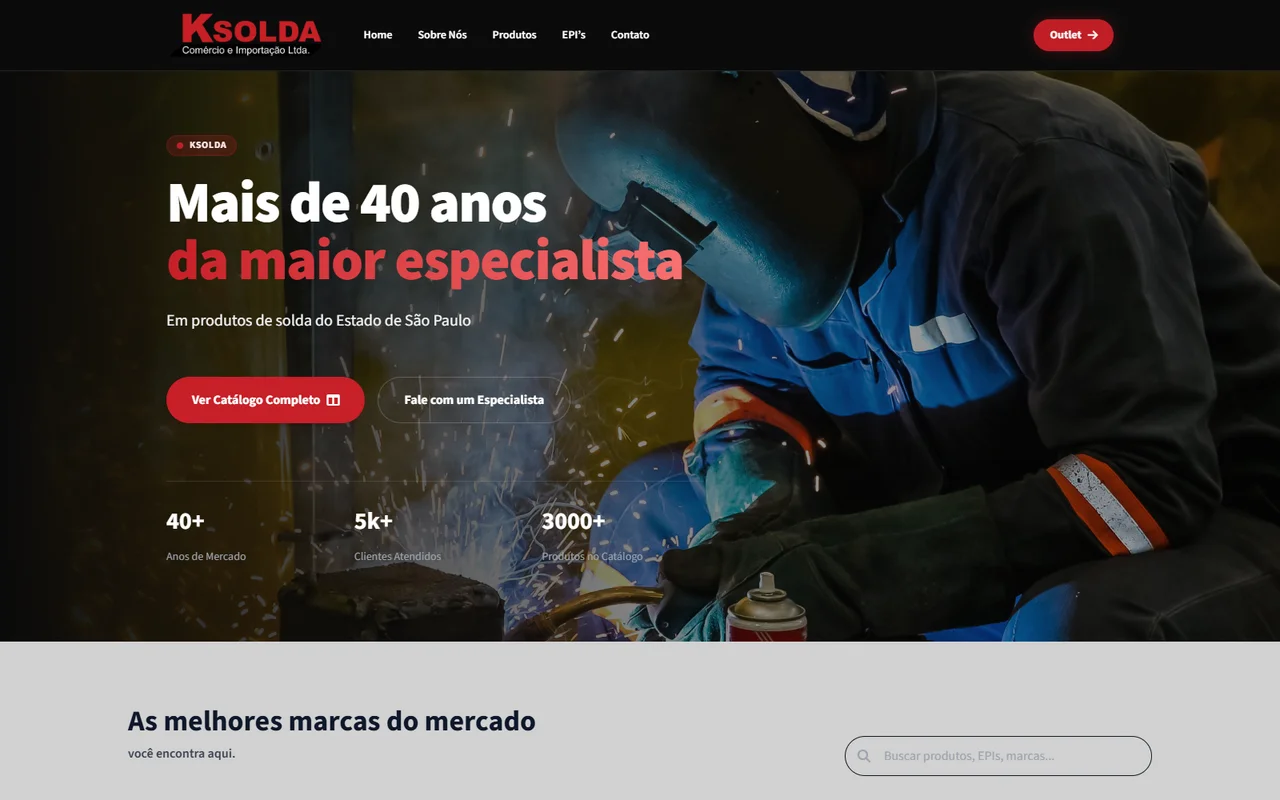 KSOLDA
Comércio e Importação Ltda.
Home
Sobre Nós
Produtos
EPI's
Contato
Outlet
KSOLDA
Mais de 40 anos
da maior especialista
Em produtos de solda do Estado de São Paulo
Ver Catálogo Completo
Fale com um Especialista
40+
5k+
3000+
Anos de Mercado
Clientes Atendidos
Produtos no Catálogo
As melhores marcas do mercado
você encontra aqui.
Buscar produtos, EPIs, marcas...